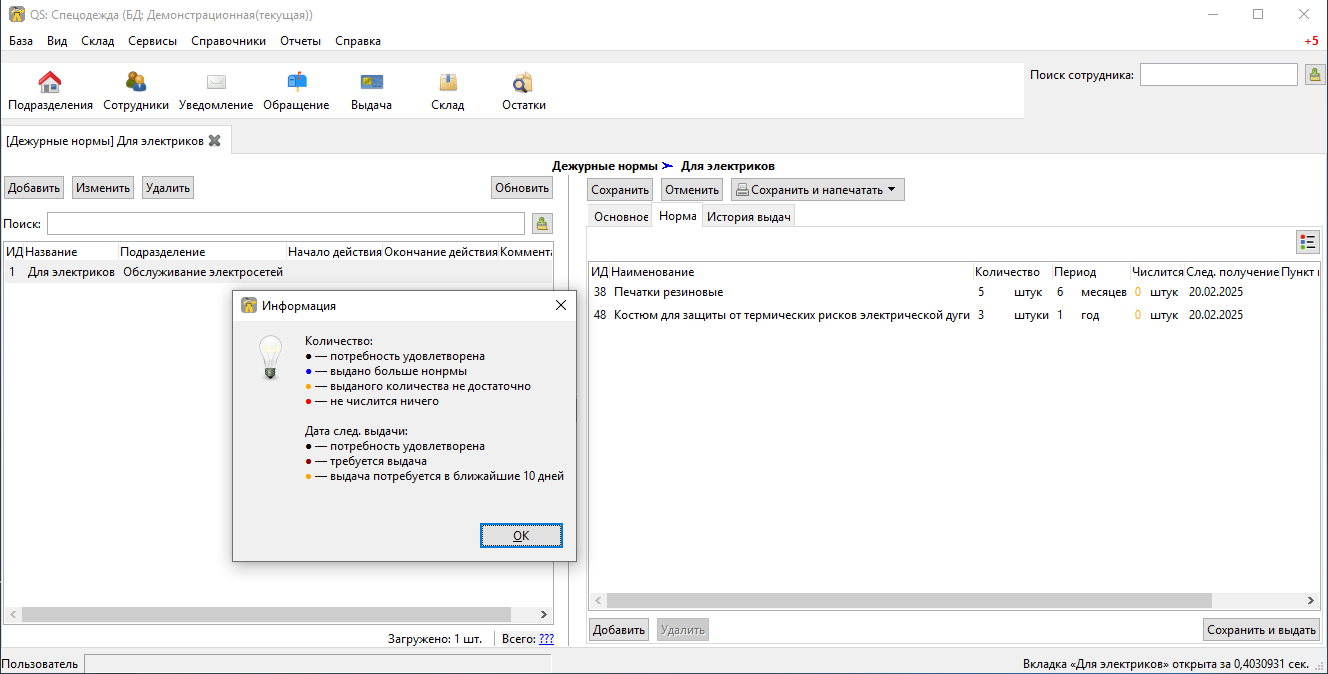 QS: Спецодежда (БД: Демонстрационная(текущая))
База Вид Склад Сервисы Справочники Отчеты Справка +5
Подразделения Сотрудники Уведомление Обращение Выдача Склад Остатки
Поиск сотрудника:
[Дежурные нормы] Для электриков
Дежурные нормы Для электриков
Добавить Изменить Удалить Обновить
Поиск:
ИД Название Подразделение Начало действия Окончание действия Коммента
1 Для электриков Обслуживание электросетей
Сохранить Отменить Сохранить и напечатать
Основное Норма История выдач
ИД Наименование Количество Период Числится След. получение Пункт
38 Печатки резиновые 5 штук 6 месяцев 0 штук 20.02.2025
48 Костюм для защиты от термических рисков электрической дуги 3 штуки 1 год 0 штук 20.02.2025
Информация
Количество:
● — потребность удовлетворена
● — выдано больше нонрмы
● — выданого количества не достаточно
● — не числится ничего
Дата след. выдачи:
● — потребность удовлетворена
● — требуется выдача
● — выдача потребуется в ближайшие 10 дней
OK
Загружено: 1 шт. Всего: ???
Добавить Удалить Сохранить и выдать
Пользователь
Вкладка «Для электриков» открыта за 0,4030931 сек.